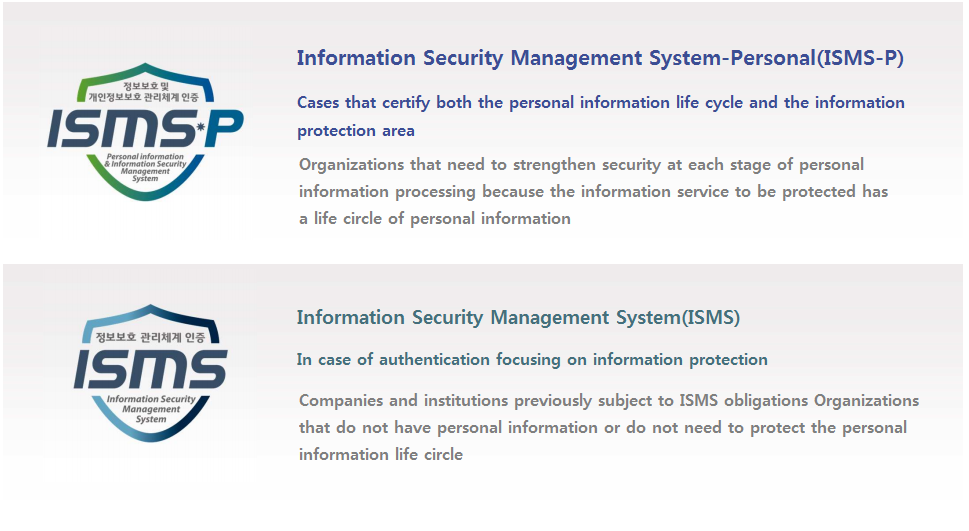 정보보호 및
개인정보보호 관리체계 인증
ISMS-P
Personal information
& Information Security
Management
System
Information Security Management System-Personal(ISMS-P)
Cases that certify both the personal information life cycle and the information
protection area
Organizations that need to strengthen security at each stage of personal
information processing because the information service to be protected has
a life circle of personal information
정보보호 관리체계 인증
ISMS
Information Security
Management
System
Information Security Management System(ISMS)
In case of authentication focusing on information protection
Companies and institutions previously subject to ISMS obligations Organizations
that do not have personal information or do not need to protect the personal
information life circle